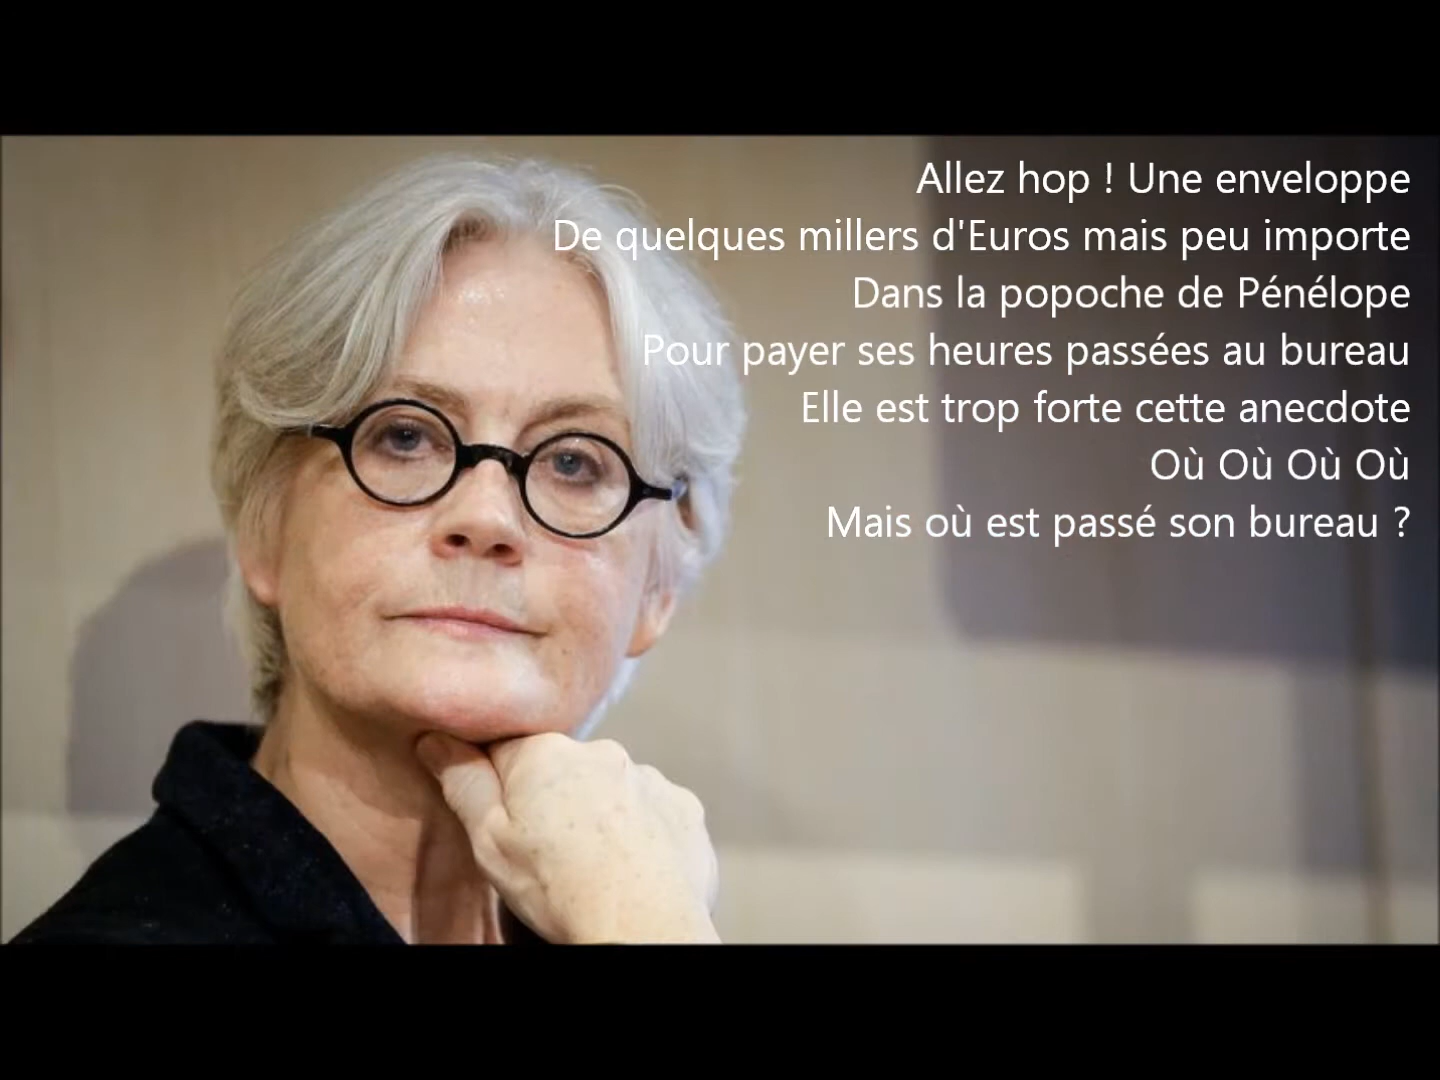 Allez hop ! Une enveloppe
De quelques millers d'Euros mais peu importe
Dans la popoche de Pénélope
Pour payer ses heures passées au bureau
Elle est trop forte cette anecdote
Où Où Où Où
Mais où est passé son bureau ?